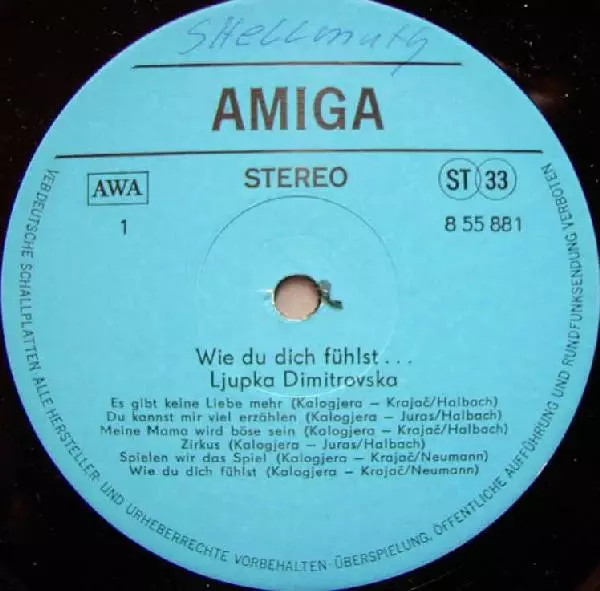 Shellmuth
AMIGA
AWA
STEREO
ST 33
1
8 55 881
Wie du dich fühlst...
Ljupka Dimitrovska
Es gibt keine Liebe mehr (Kalogjera – Krajač/Halbach)
Du kannst mir viel erzählen (Kalogjera – Juras/Halbach)
Meine Mama wird böse sein (Kalogjera – Krajač/Halbach)
Zirkus (Kalogjera – Juras/Halbach)
Spielen wir das Spiel (Kalogjera – Krajač/Neumann)
Wie du dich fühlst (Kalogjera – Krajač/Neumann)
VEB DEUTSCHE SCHALLPLATTEN ALLE HERSTELLER- UND URHEBERRECHTE VORBEHALTEN · ÜBERSPIELUNG, ÖFFENTLICHE AUFFÜHRUNG UND RUNDFUNKSENDUNG VERBOTEN